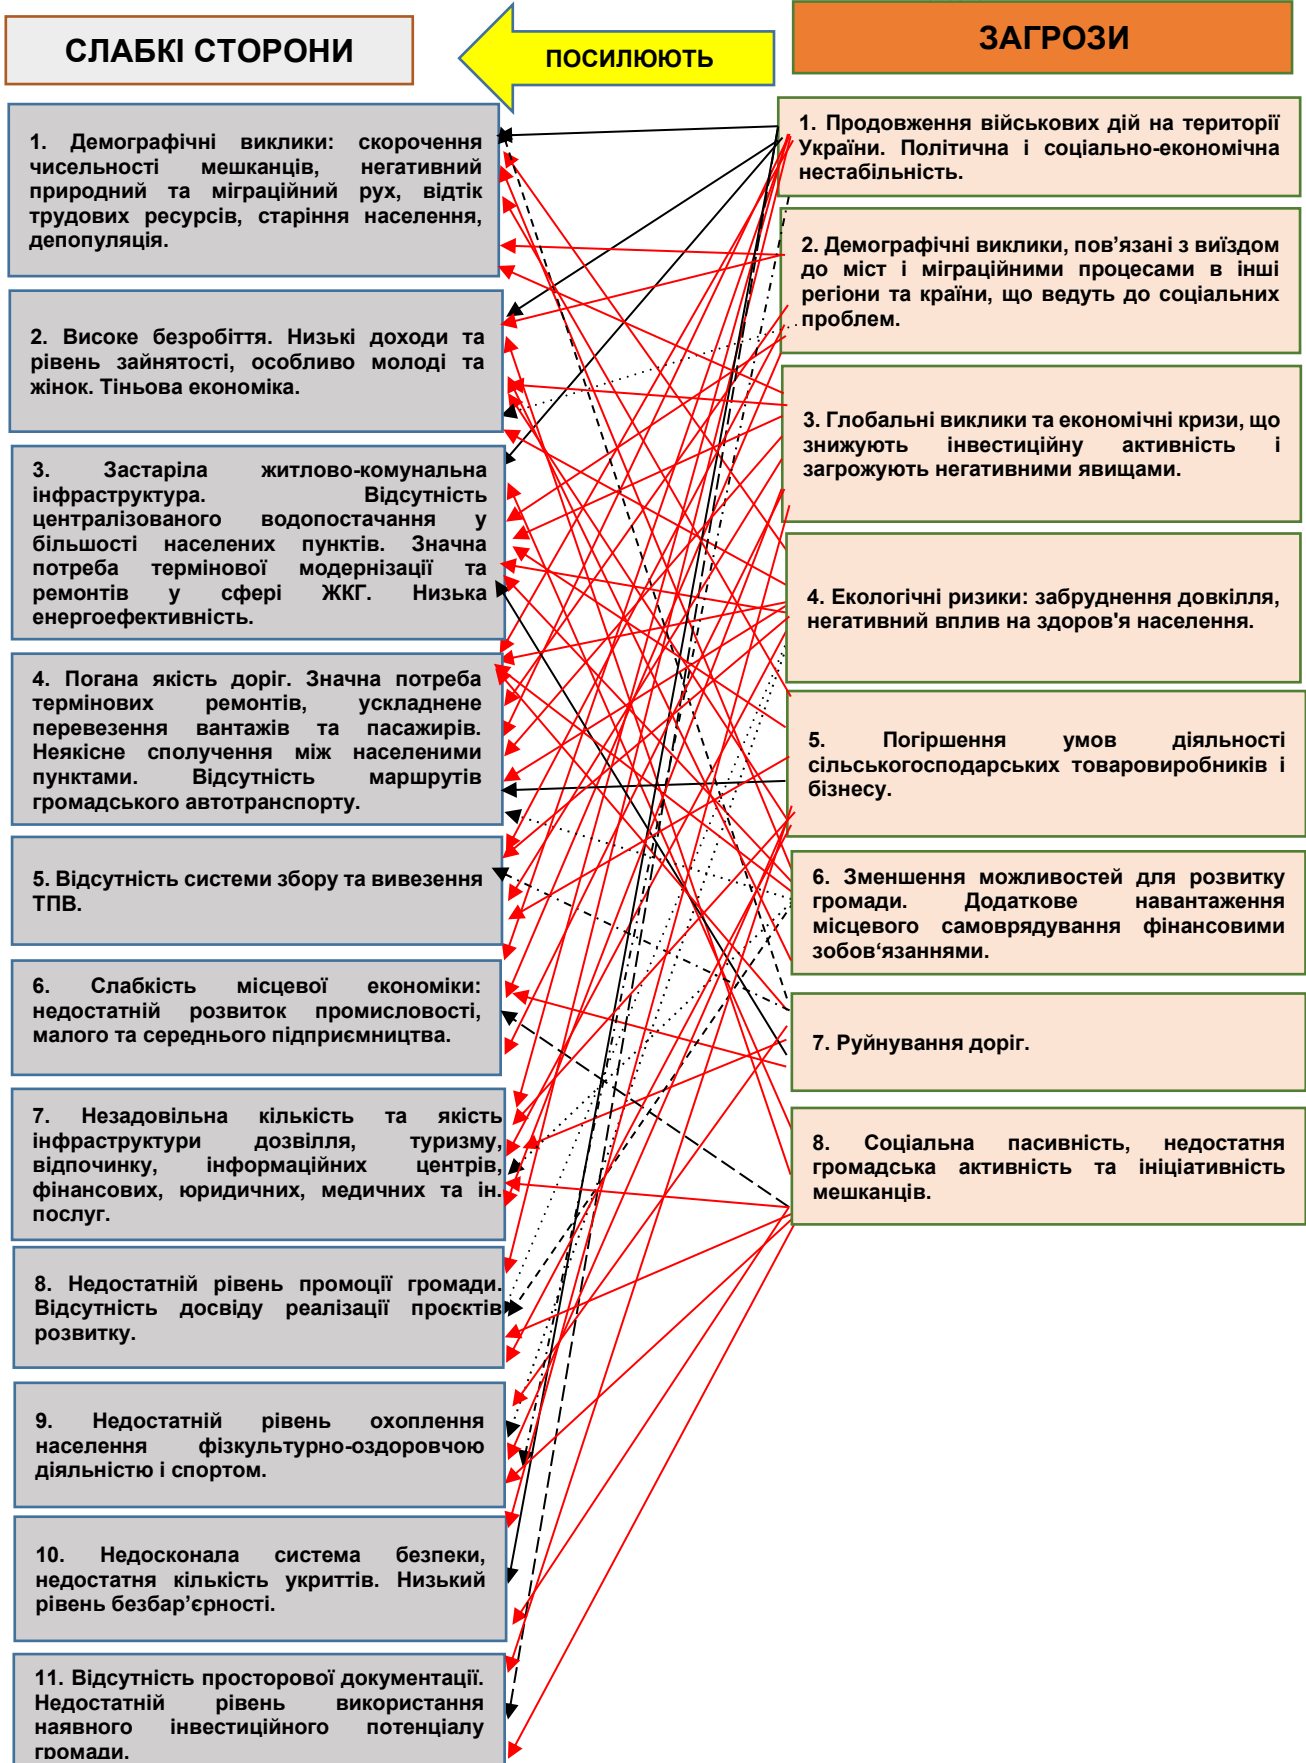 СЛАБКІ СТОРОНИ
ПОСИЛЮЮТЬ
ЗАГРОЗИ
1. Демографічні виклики: скорочення
чисельності мешканців, негативний
природний та міграційний рух, відтік
трудових ресурсів, старіння населення,
депопуляція.
2. Високе безробіття. Низькі доходи та
рівень зайнятості, особливо молоді та
жінок. Тіньова економіка.
3. Застаріла житлово-комунальна
інфраструктура. Відсутність
централізованого водопостачання у
більшості населених пунктів. Значна
потреба термінової модернізації та
ремонтів у сфері ЖКГ. Низька
енергоефективність.
4. Погана якість доріг. Значна потреба
термінових ремонтів, ускладнене
перевезення вантажів та пасажирів.
Неякісне сполучення між населеними
пунктами. Відсутність маршрутів
громадського автотранспорту.
5. Відсутність системи збору та вивезення
ТПВ.
6. Слабкість місцевої економіки:
недостатній розвиток промисловості,
малого та середнього підприємництва.
7. Незадовільна кількість та якість
інфраструктури дозвілля, туризму,
відпочинку, інформаційних центрів,
фінансових, юридичних, медичних та ін.
послуг.
8. Недостатній рівень промоції громади.
Відсутність досвіду реалізації проєктів
розвитку.
9. Недостатній рівень охоплення
населення фізкультурно-оздоровчою
діяльністю і спортом.
10. Недосконала система безпеки,
недостатня кількість укриттів. Низький
рівень безбар’єрності.
11. Відсутність просторової документації.
Недостатній рівень використання
наявного інвестиційного потенціалу
громади.
1. Продовження військових дій на території
України. Політична і соціально-економічна
нестабільність.
2. Демографічні виклики, пов’язані з виїздом
до міст і міграційними процесами в інші
регіони та країни, що ведуть до соціальних
проблем.
3. Глобальні виклики та економічні кризи, що
знижують інвестиційну активність і
загрожують негативними явищами.
4. Екологічні ризики: забруднення довкілля,
негативний вплив на здоров'я населення.
5. Погіршення умов діяльності
сільськогосподарських товаровиробників і
бізнесу.
6. Зменшення можливостей для розвитку
громади. Додаткове навантаження
місцевого самоврядування фінансовими
зобов‘язаннями.
7. Руйнування доріг.
8. Соціальна пасивність, недостатня
громадська активність та ініціативність
мешканців.